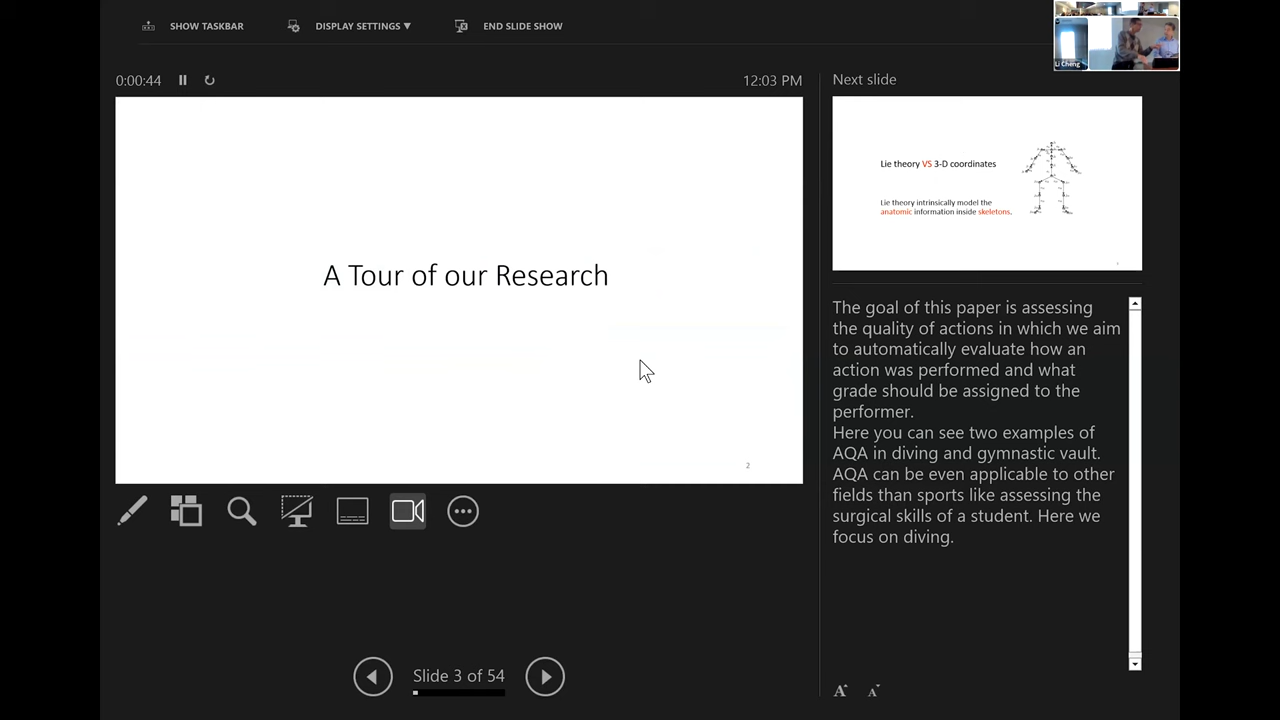 SHOW TASKBAR
DISPLAY SETTINGS ▼
END SLIDE SHOW
Li Cheng
0:00:44
12:03 PM
Next slide
A Tour of our Research
2
Lie theory VS 3-D coordinates
Lie theory intrinsically model the
anatomic information inside skeletons.
The goal of this paper is assessing
the quality of actions in which we aim
to automatically evaluate how an
action was performed and what
grade should be assigned to the
performer.
Here you can see two examples of
AQA in diving and gymnastic vault.
AQA can be even applicable to other
fields than sports like assessing the
surgical skills of a student. Here we
focus on diving.
Slide 3 of 54
A A